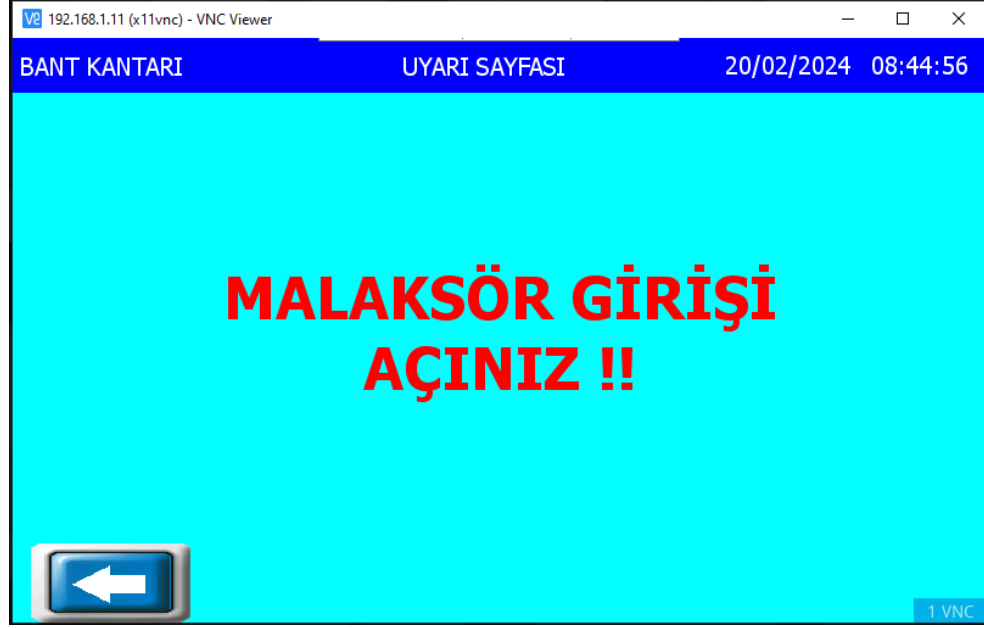 192.168.1.11 (x11vnc) - VNC Viewer
BANT KANTARI UYARI SAYFASI 20/02/2024 08:44:56
MALAKSÖR GİRİŞİ
AÇINIZ !!
1 VNC